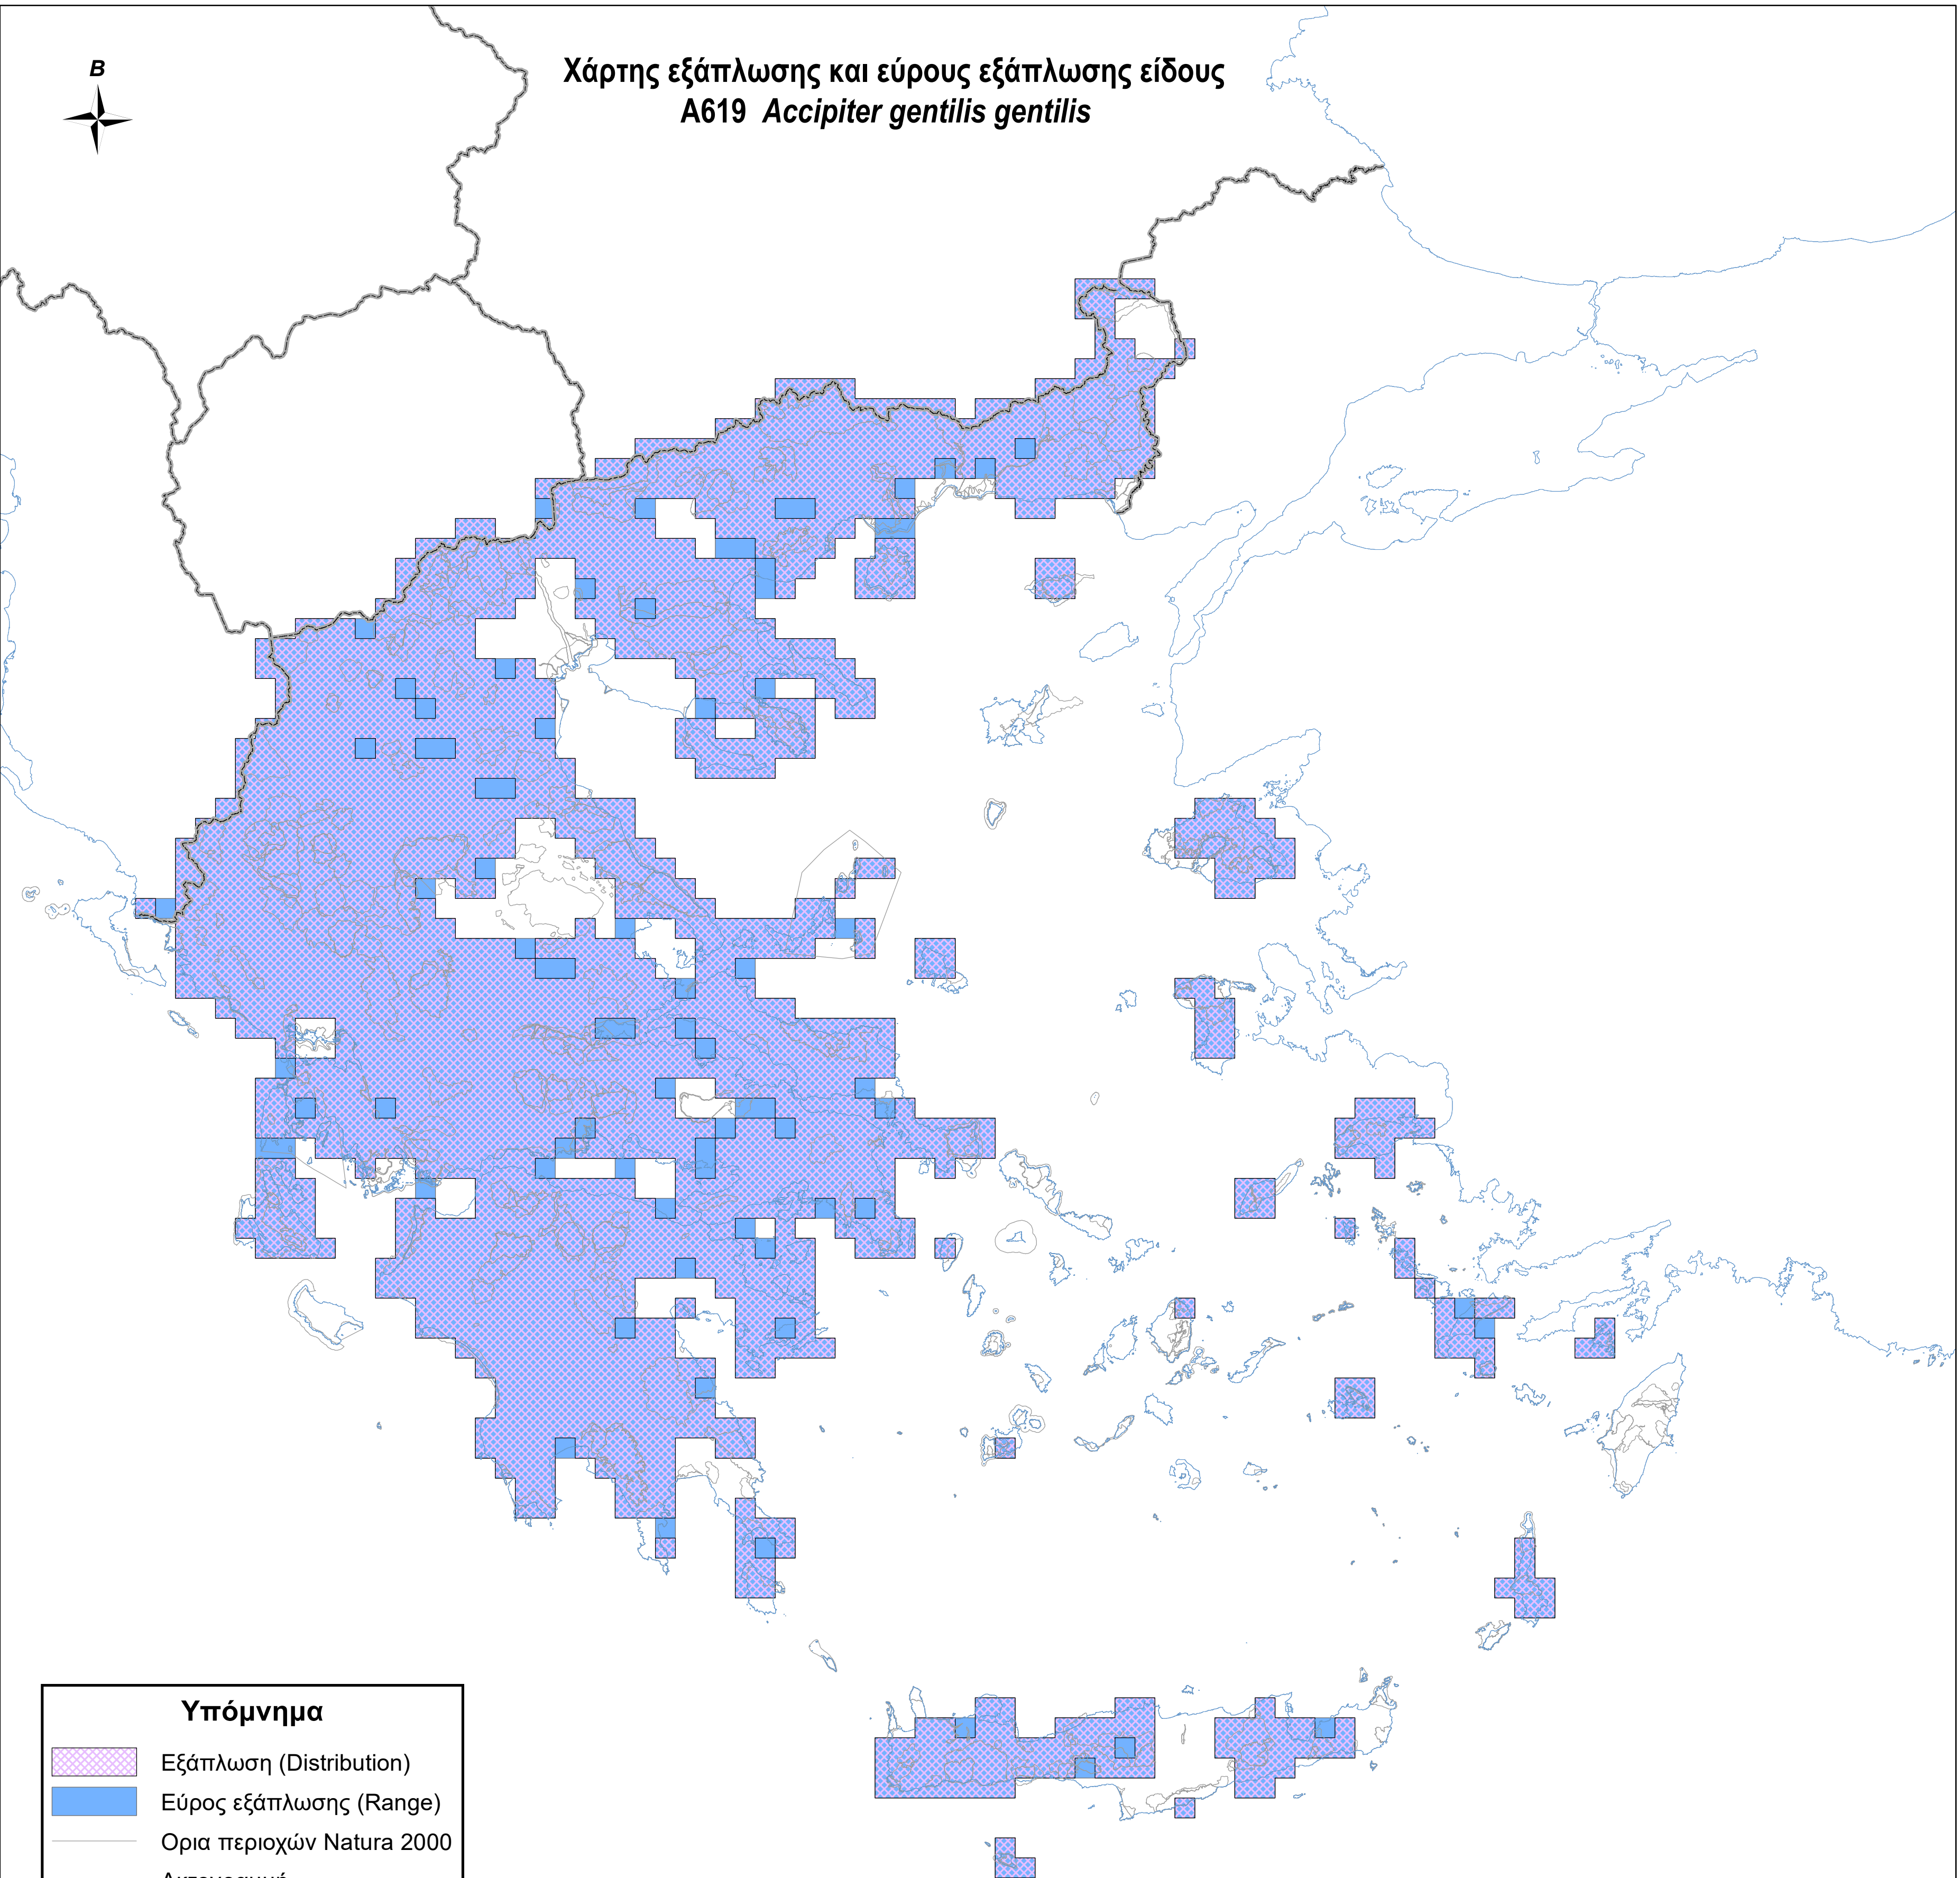 B
Χάρτης εξάπλωσης και εύρους εξάπλωσης είδους
A619 Accipiter gentilis gentilis
Υπόμνημα
Εξάπλωση (Distribution)
Εύρος εξάπλωσης (Range)
Ορια περιοχών Natura 2000